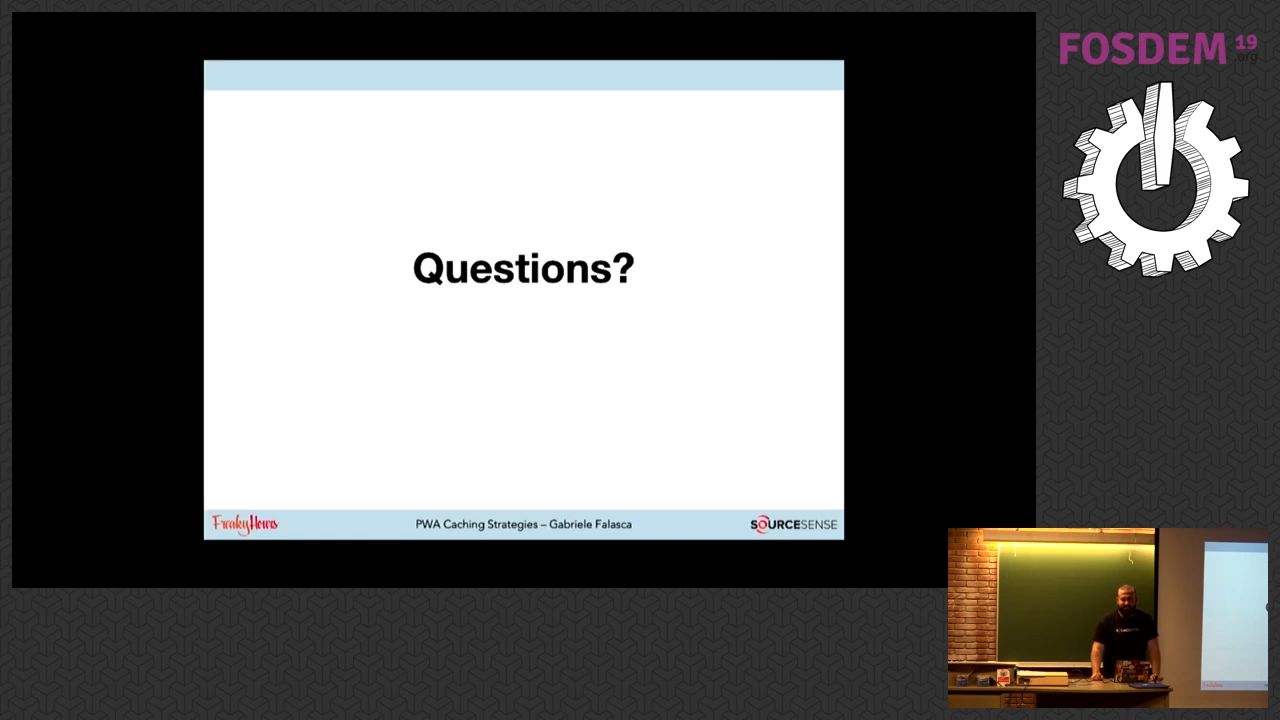 FOSDEM 19
.org
Questions?
FreakyHours
PWA Caching Strategies – Gabriele Falasca
SOURCESENSE